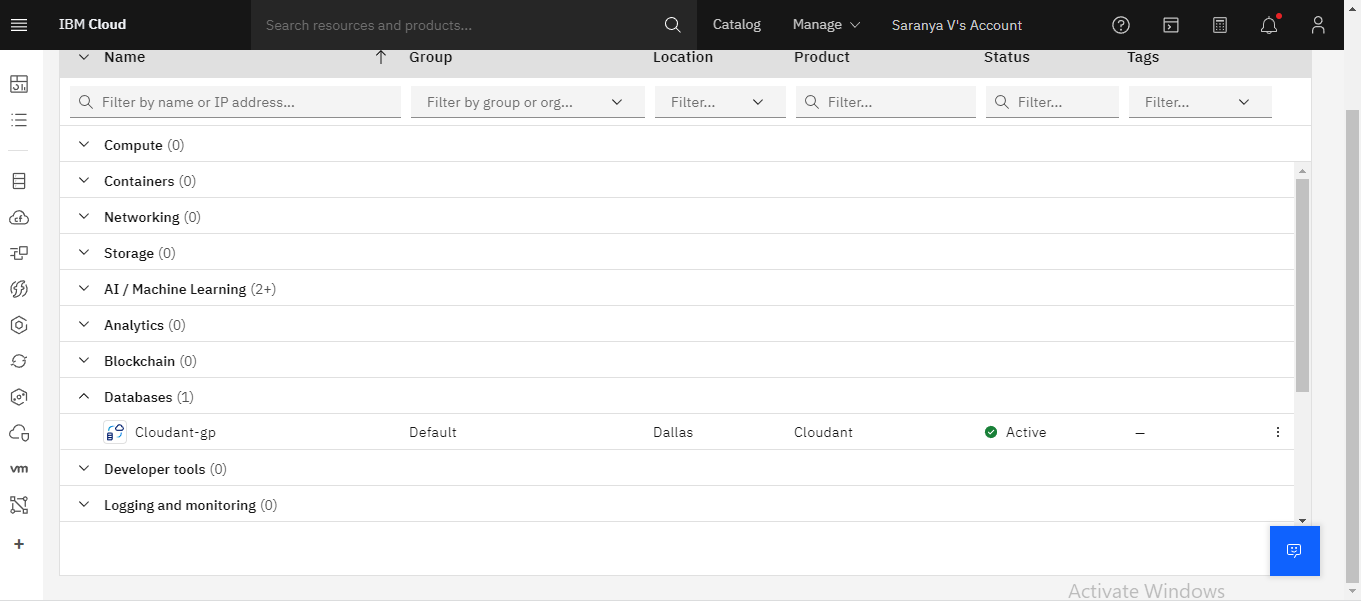 IBM Cloud Search resources and products... Catalog Manage Saranya V's Account
Name Group Location Product Status Tags
Filter by name or IP address... Filter by group or org... Filter... Filter... Filter... Filter...
Compute (0)
Containers (0)
Networking (0)
Storage (0)
AI / Machine Learning (2+)
Analytics (0)
Blockchain (0)
Databases (1)
Cloudant-gp Default Dallas Cloudant Active –
Developer tools (0)
vm
Logging and monitoring (0)
Activate Windows